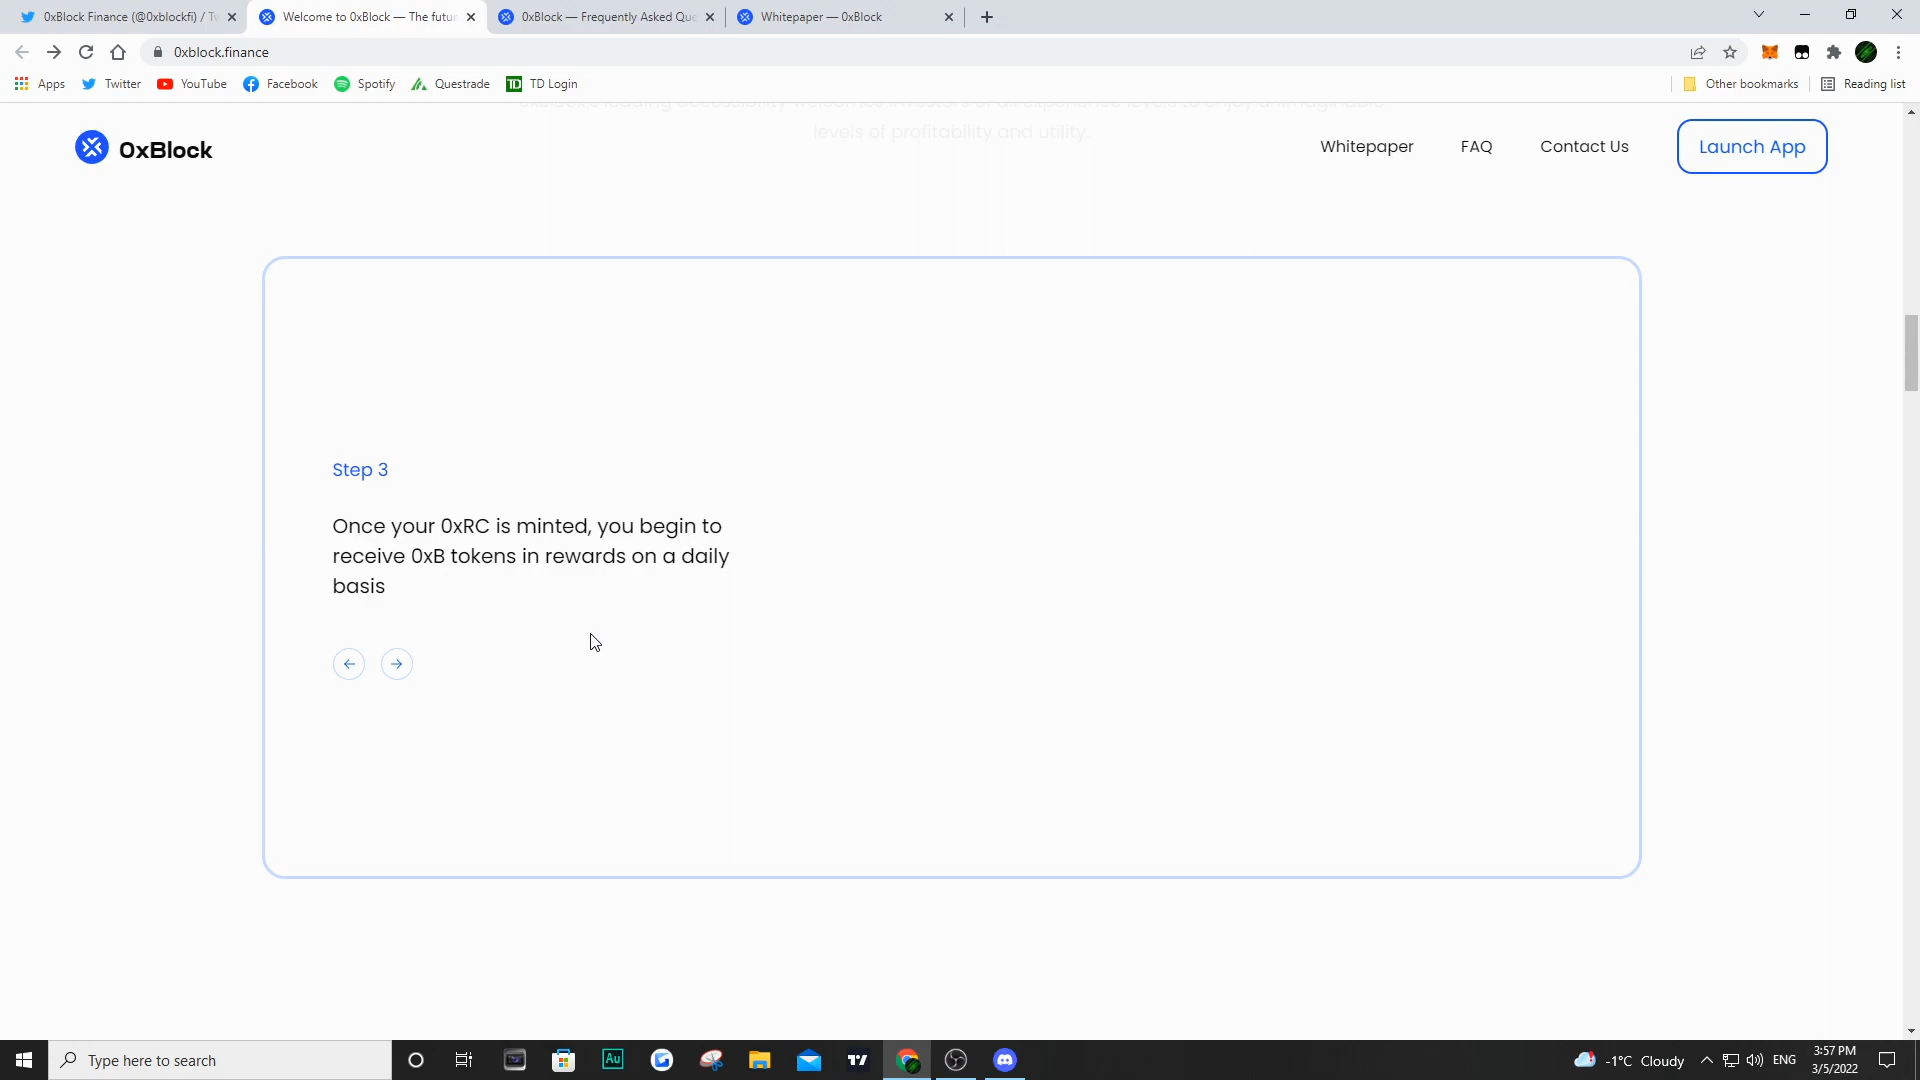 0xBlock Finance (@0xblockfi) / Tw
Welcome to 0xBlock — The futur
0xBlock — Frequently Asked Que
Whitepaper — 0xBlock
0xblock.finance
Apps
Twitter
YouTube
Facebook
Spotify
Questrade
TD Login
Other bookmarks
Reading list
levels of profitability and utility.
0xBlock
Whitepaper
FAQ
Contact Us
Launch App
Step 3
Once your 0xRC is minted, you begin to
receive 0xB tokens in rewards on a daily
basis
Type here to search
Au
-1°C Cloudy
ENG
3:57 PM
3/5/2022